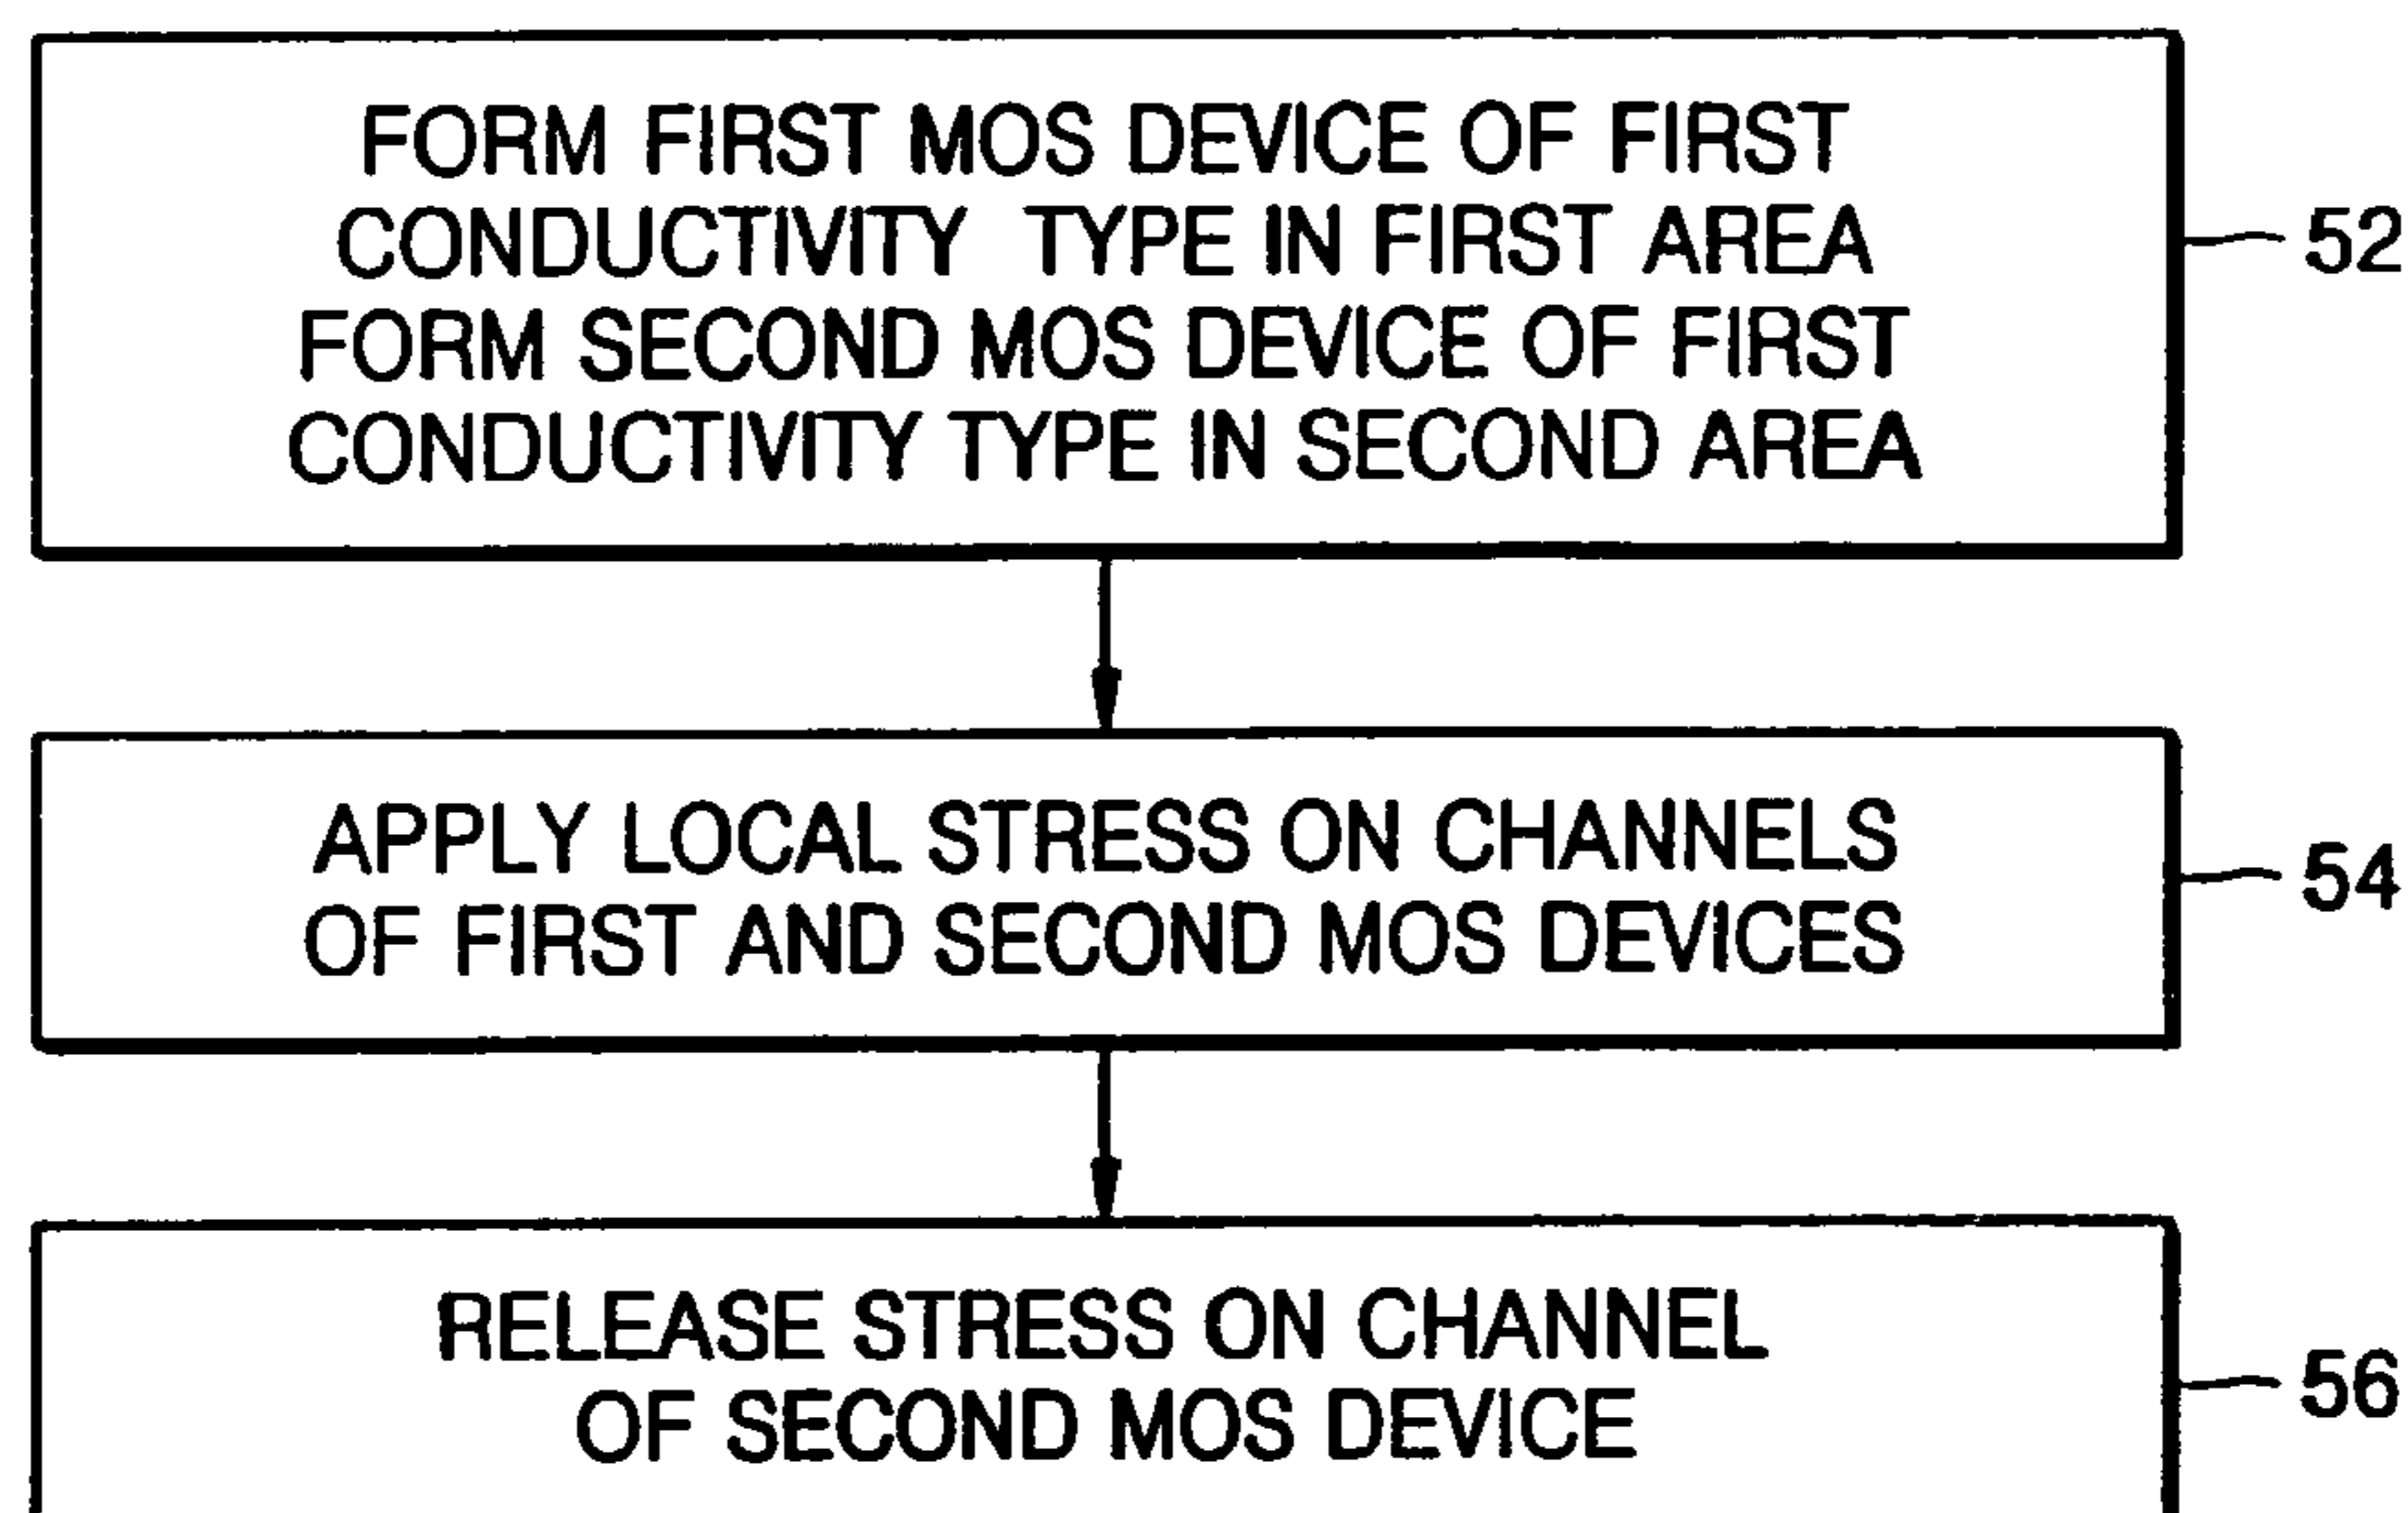 FORM FIRST MOS DEVICE OF FIRST
CONDUCTIVITY TYPE IN FIRST AREA
FORM SECOND MOS DEVICE OF FIRST
CONDUCTIVITY TYPE IN SECOND AREA
52
APPLY LOCAL STRESS ON CHANNELS
OF FIRST AND SECOND MOS DEVICES
54
RELEASE STRESS ON CHANNEL
OF SECOND MOS DEVICE
56